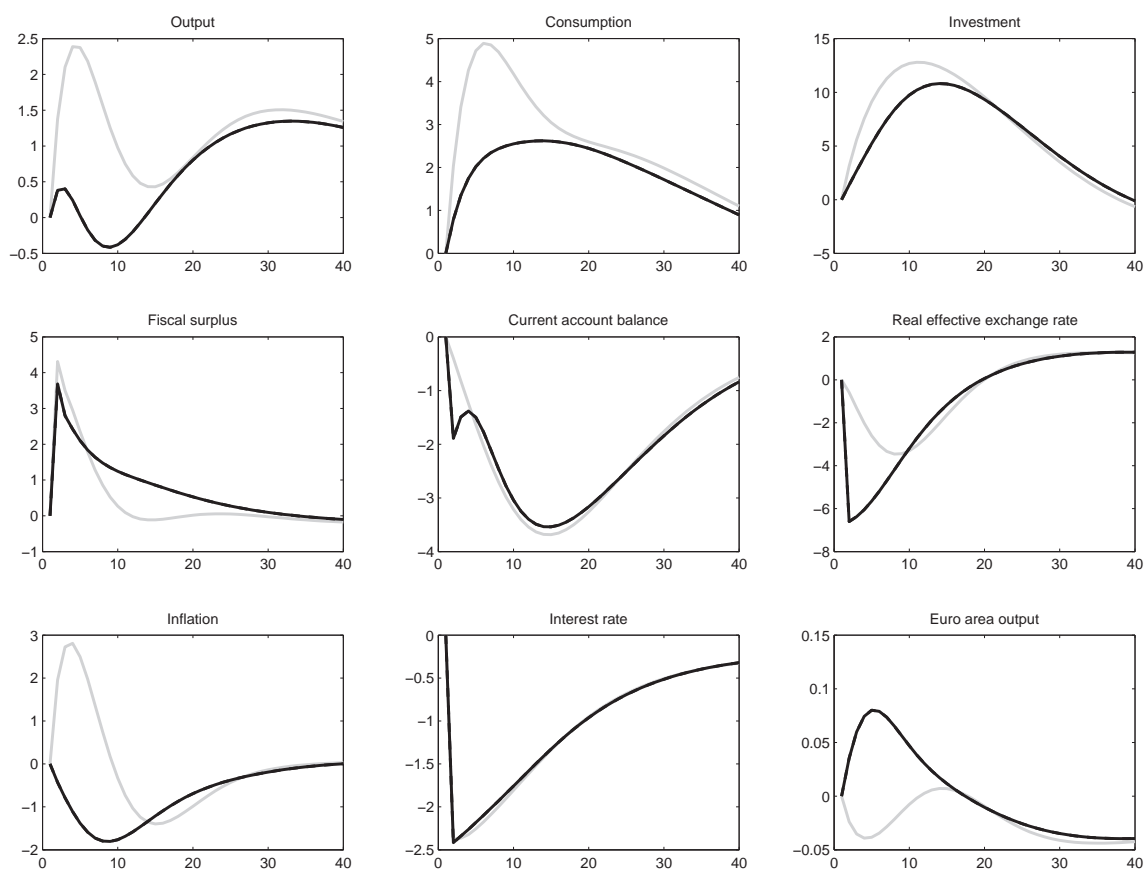 Output
Consumption
Investment
2.5
2
1.5
1
0.5
0
−0.5
0 10 20 30 40
5
4
3
2
1
0
0 10 20 30 40
15
10
5
0
−5
0 10 20 30 40
Fiscal surplus
Current account balance
Real effective exchange rate
5
4
3
2
1
0
−1
0 10 20 30 40
0
−1
−2
−3
−4
0 10 20 30 40
2
0
−2
−4
−6
−8
0 10 20 30 40
Inflation
Interest rate
Euro area output
3
2
1
0
−1
−2
0 10 20 30 40
0
−0.5
−1
−1.5
−2
−2.5
0 10 20 30 40
0.15
0.1
0.05
0
−0.05
0 10 20 30 40